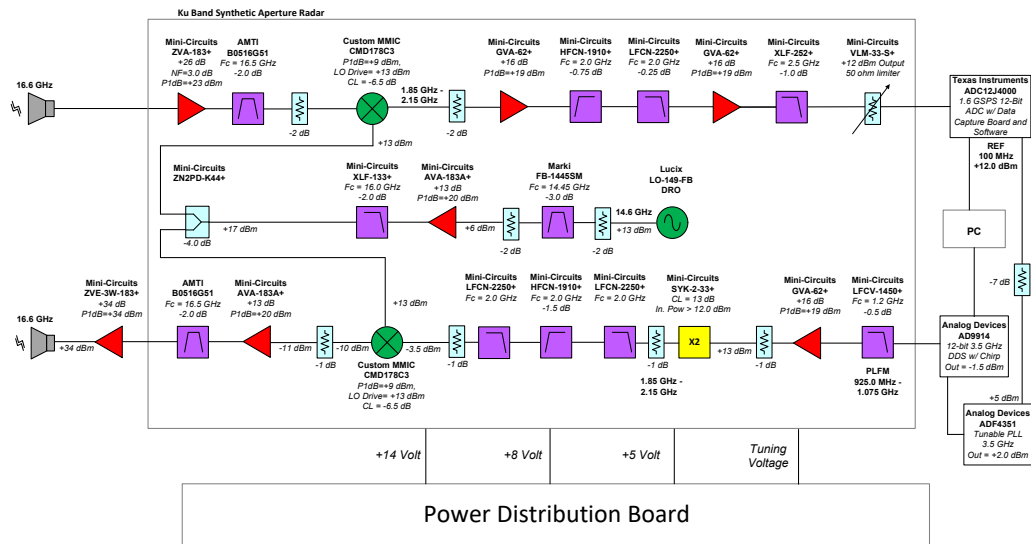 Ku Band Synthetic Aperture Radar
16.6 GHz
Mini-Circuits
ZVA-183+
+26 dB
NF=3.0 dB
P1dB=+23 dBm
AMTI
B0516G51
Fc = 16.5 GHz
-2.0 dB
-2 dB
Custom MMIC
CMD178C3
P1dB=+9 dBm,
LO Drive=+13 dBm
CL = -6.5 dB
1.85 GHz -
2.15 GHz
-2 dB
Mini-Circuits
GVA-62+
+16 dB
P1dB=+19 dBm
Mini-Circuits
HFCN-1910+
Fc = 2.0 GHz
-0.75 dB
Mini-Circuits
LFCN-2250+
Fc = 2.0 GHz
-0.25 dB
Mini-Circuits
GVA-62+
+16 dB
P1dB=+19 dBm
Mini-Circuits
XLF-252+
Fc = 2.5 GHz
-1.0 dB
Mini-Circuits
VLM-33-S+
+12 dBm Output
50 ohm limiter
Texas Instruments
ADC12J4000
1.6 GSPS 12-Bit
ADC w/ Data
Capture Board and
Software
REF
100 MHz
+12.0 dBm
+13 dBm
Mini-Circuits
ZN2PD-K44+
-4.0 dB
+17 dBm
Mini-Circuits
XLF-133+
Fc = 16.0 GHz
-2.0 dB
Mini-Circuits
AVA-183A+
+13 dB
P1dB=+20 dBm
+6 dBm
-2 dB
Marki
FB-1445SM
Fc = 14.45 GHz
-3.0 dB
-2 dB
14.6 GHz
+13 dBm
Lucix
LO-149-FB
DRO
PC
-7 dB
16.6 GHz
+34 dBm
Mini-Circuits
ZVE-3W-183+
+34 dB
P1dB=+34 dBm
AMTI
B0516G51
Fc = 16.5 GHz
-2.0 dB
Mini-Circuits
AVA-183A+
+13 dB
P1dB=+20 dBm
-11 dBm
-1 dB
-10 dBm
+13 dBm
-3.5 dBm
Custom MMIC
CMD178C3
P1dB=+9 dBm,
LO Drive= +13 dBm
CL = -6.5 dB
-1 dB
Mini-Circuits
LFCN-2250+
Fc = 2.0 GHz
Mini-Circuits
HFCN-1910+
Fc = 2.0 GHz
-1.5 dB
Mini-Circuits
LFCN-2250+
Fc = 2.0 GHz
-1 dB
1.85 GHz -
2.15 GHz
Mini-Circuits
SYK-2-33+
CL = 13 dB
In. Pow > 12.0 dBm
X2
+13 dBm
-1 dB
Mini-Circuits
GVA-62+
+16 dB
P1dB=+19 dBm
Mini-Circuits
LFCV-1450+
Fc = 1.2 GHz
-0.5 dB
PLFM
925.0 MHz -
1.075 GHz
Analog Devices
AD9914
12-bit 3.5 GHz
DDS w/ Chirp
Out = -1.5 dBm
+5 dBm
Analog Devices
ADF4351
Tunable PLL
3.5 GHz
Out = +2.0 dBm
+14 Volt
+8 Volt
+5 Volt
Tuning
Voltage
Power Distribution Board